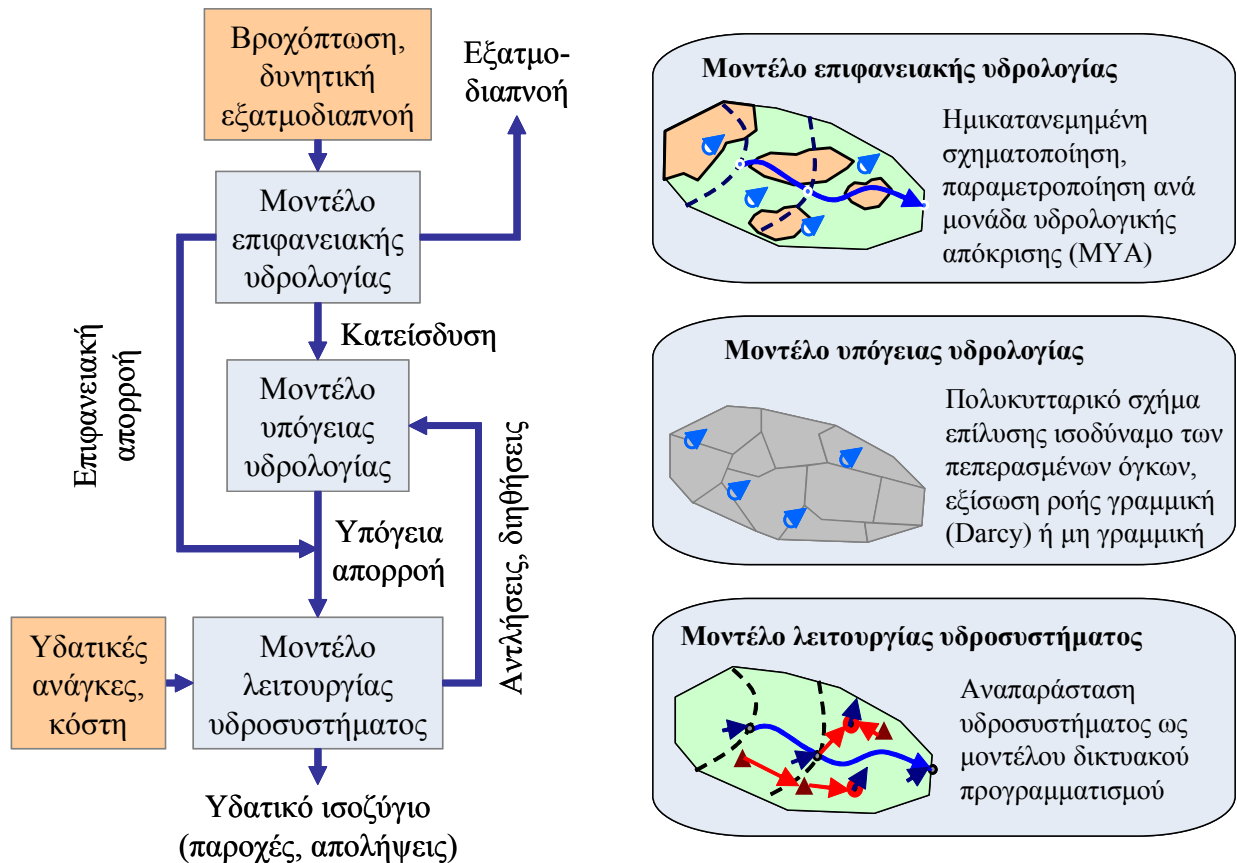 Βροχόπτωση,
δυνητική
εξατμοδιαπνοή
Εξατμο-
διαπνοή
Μοντέλο
επιφανειακής
υδρολογίας
Επιφανειακή
απορροή
Κατείσδυση
Μοντέλο
υπόγειας
υδρολογίας
Υπόγεια
απορροή
Αντλήσεις, διηθήσεις
Υδατικές
ανάγκες,
κόστη
Μοντέλο
λειτουργίας
υδροσυστήματος
Υδατικό ισοζύγιο
(παροχές, απολήψεις)
Μοντέλο επιφανειακής υδρολογίας
Ημικατανεμημένη
σχηματοποίηση,
παραμετροποίηση ανά
μονάδα υδρολογικής
απόκρισης (ΜΥΑ)
Μοντέλο υπόγειας υδρολογίας
Πολυκυτταρικό σχήμα
επίλυσης ισοδύναμο των
πεπερασμένων όγκων,
εξίσωση ροής γραμμική
(Darcy) ή μη γραμμική
Μοντέλο λειτουργίας υδροσυστήματος
Αναπαράσταση
υδροσυστήματος ως
μοντέλου δικτυακού
προγραμματισμού